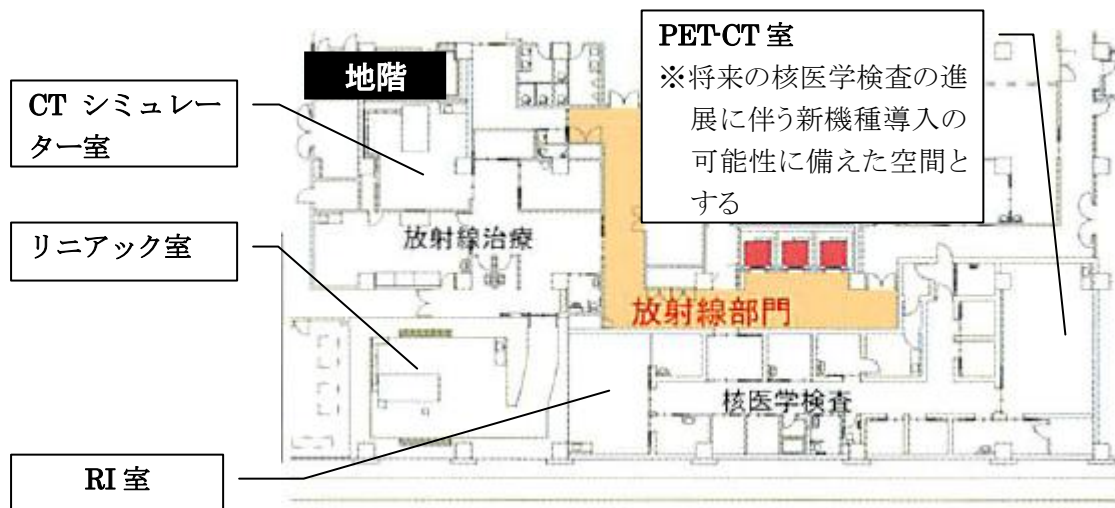 地階
PET-CT 室
※将来の核医学検査の進
展に伴う新機種導入の
可能性に備えた空間と
する
CT シミュレー
ター室
放射線治療
リニアック室
放射線部門
核医学検査
RI 室